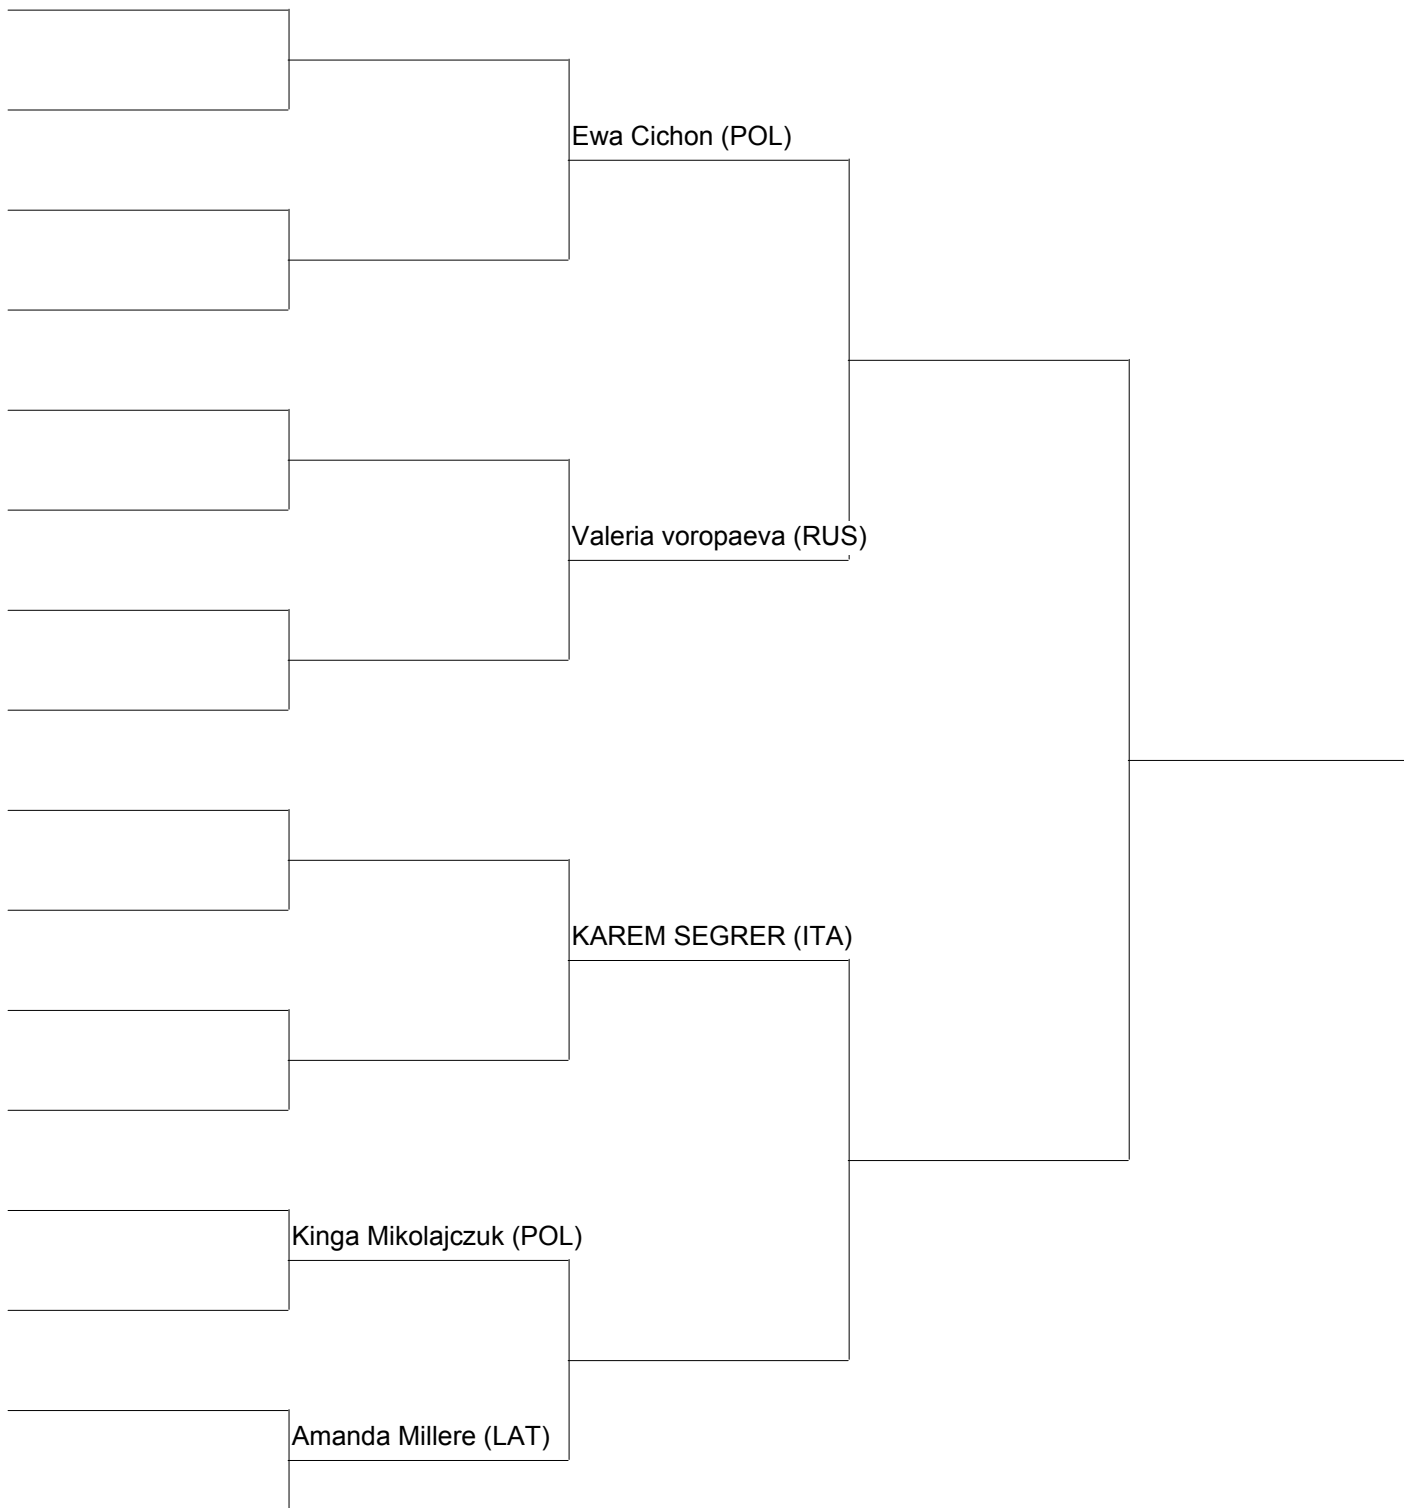 Ewa Cichon (POL)
Valeria voropaeva (RUS)
KAREM SEGRER (ITA)
Kinga Mikolajczuk (POL)
Amanda Millere (LAT)